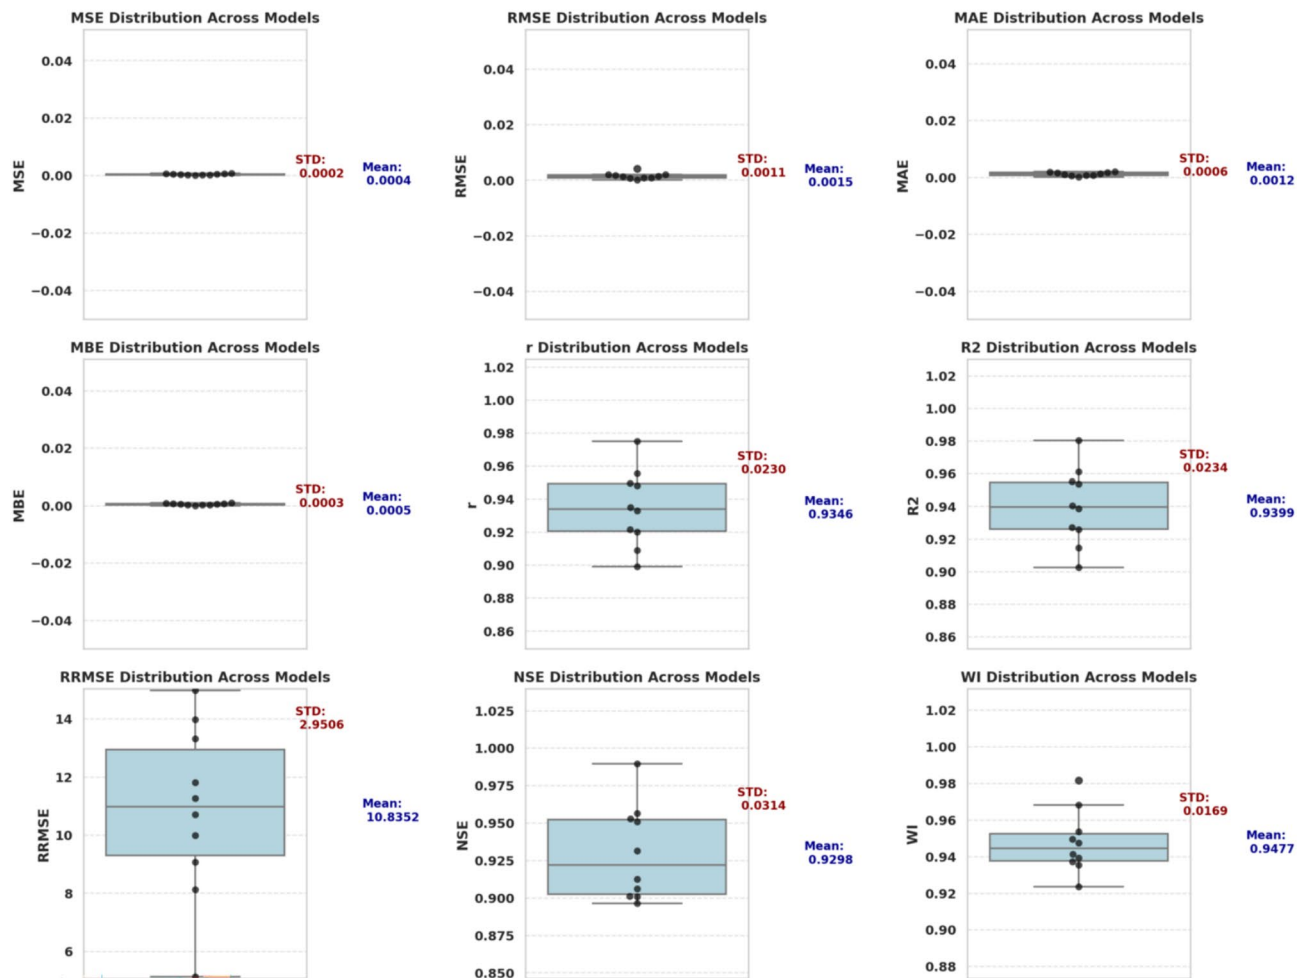 MSE Distribution Across Models
0.04
0.02
0.00
−0.02
−0.04
MSE
STD:
0.0002
Mean:
0.0004
RMSE Distribution Across Models
0.04
0.02
0.00
−0.02
−0.04
RMSE
STD:
0.0011
Mean:
0.0015
MAE Distribution Across Models
0.04
0.02
0.00
−0.02
−0.04
MAE
STD:
0.0006
Mean:
0.0012
MBE Distribution Across Models
0.04
0.02
0.00
−0.02
−0.04
MBE
STD:
0.0003
Mean:
0.0005
r Distribution Across Models
1.02
1.00
0.98
0.96
0.94
0.92
0.90
0.88
0.86
r
STD:
0.0230
Mean:
0.9346
R2 Distribution Across Models
1.02
1.00
0.98
0.96
0.94
0.92
0.90
0.88
0.86
R2
STD:
0.0234
Mean:
0.9399
RRMSE Distribution Across Models
14
12
10
8
6
RRMSE
STD:
2.9506
Mean:
10.8352
NSE Distribution Across Models
1.025
1.000
0.975
0.950
0.925
0.900
0.875
0.850
NSE
STD:
0.0314
Mean:
0.9298
WI Distribution Across Models
1.02
1.00
0.98
0.96
0.94
0.92
0.90
0.88
WI
STD:
0.0169
Mean:
0.9477